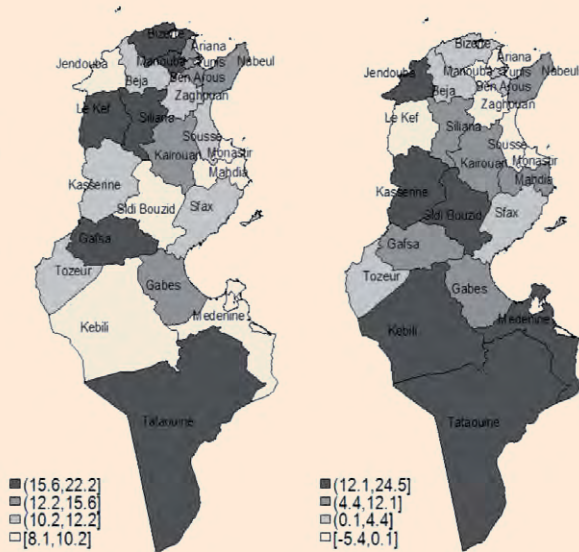 Bizerte
Ariana
Manouba
Tunis
Nabeul
Jendouba
Beja
Ben Arous
Zaghouan
Le Kef
Siliana
Sousse
Kairouan
Monastir
Mahdia
Kasserine
Sidi Bouzid
Sfax
Gafsa
Tozeur
Gabes
Kebili
Medenine
Tataouine
(15.6,22.2]
(12.2,15.6]
(10.2,12.2]
[8.1,10.2]
Bizerte
Ariana
Manouba
Tunis
Nabeul
Jendouba
Beja
Ben Arous
Zaghouan
Le Kef
Siliana
Sousse
Kairouan
Monastir
Mahdia
Kasserine
Sidi Bouzid
Sfax
Gafsa
Tozeur
Gabes
Kebili
Medenine
Tataouine
(12.1,24.5]
(4.4,12.1]
(0.1,4.4]
[-5.4,0.1]